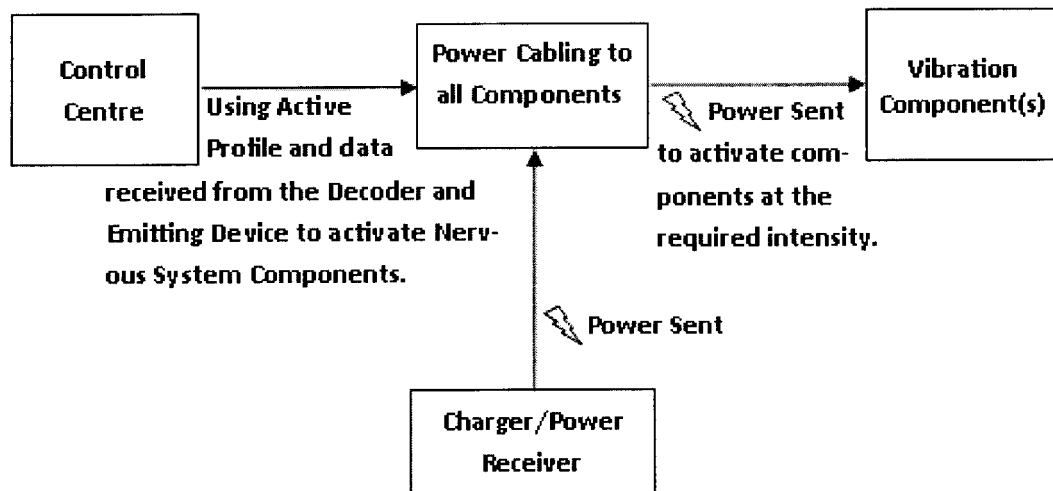 Control
Centre
Using Active
Profile and data
received from the Decoder and
Emitting Device to activate Nerv-
ous System Components.
Power Cabling to
all Components
Power Sent
to activate com-
ponents at the
required intensity.
Vibration
Component(s)
Power Sent
Charger/Power
Receiver